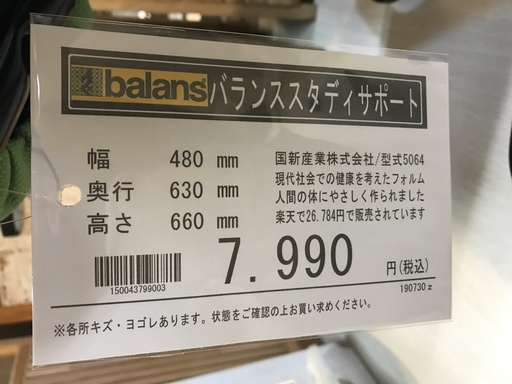 balans バランススタディサポート
幅 480 mm
奥行 630 mm
高さ 660 mm
国新産業株式会社/型式5064
現代社会での健康を考えたフォルム
人間の体にやさしく作られました
楽天で26.784円で販売されています
7.990 円(税込)
150043799003
190730 z
※各所キズ・ヨゴレあります。状態をご確認の上お買い求めください。